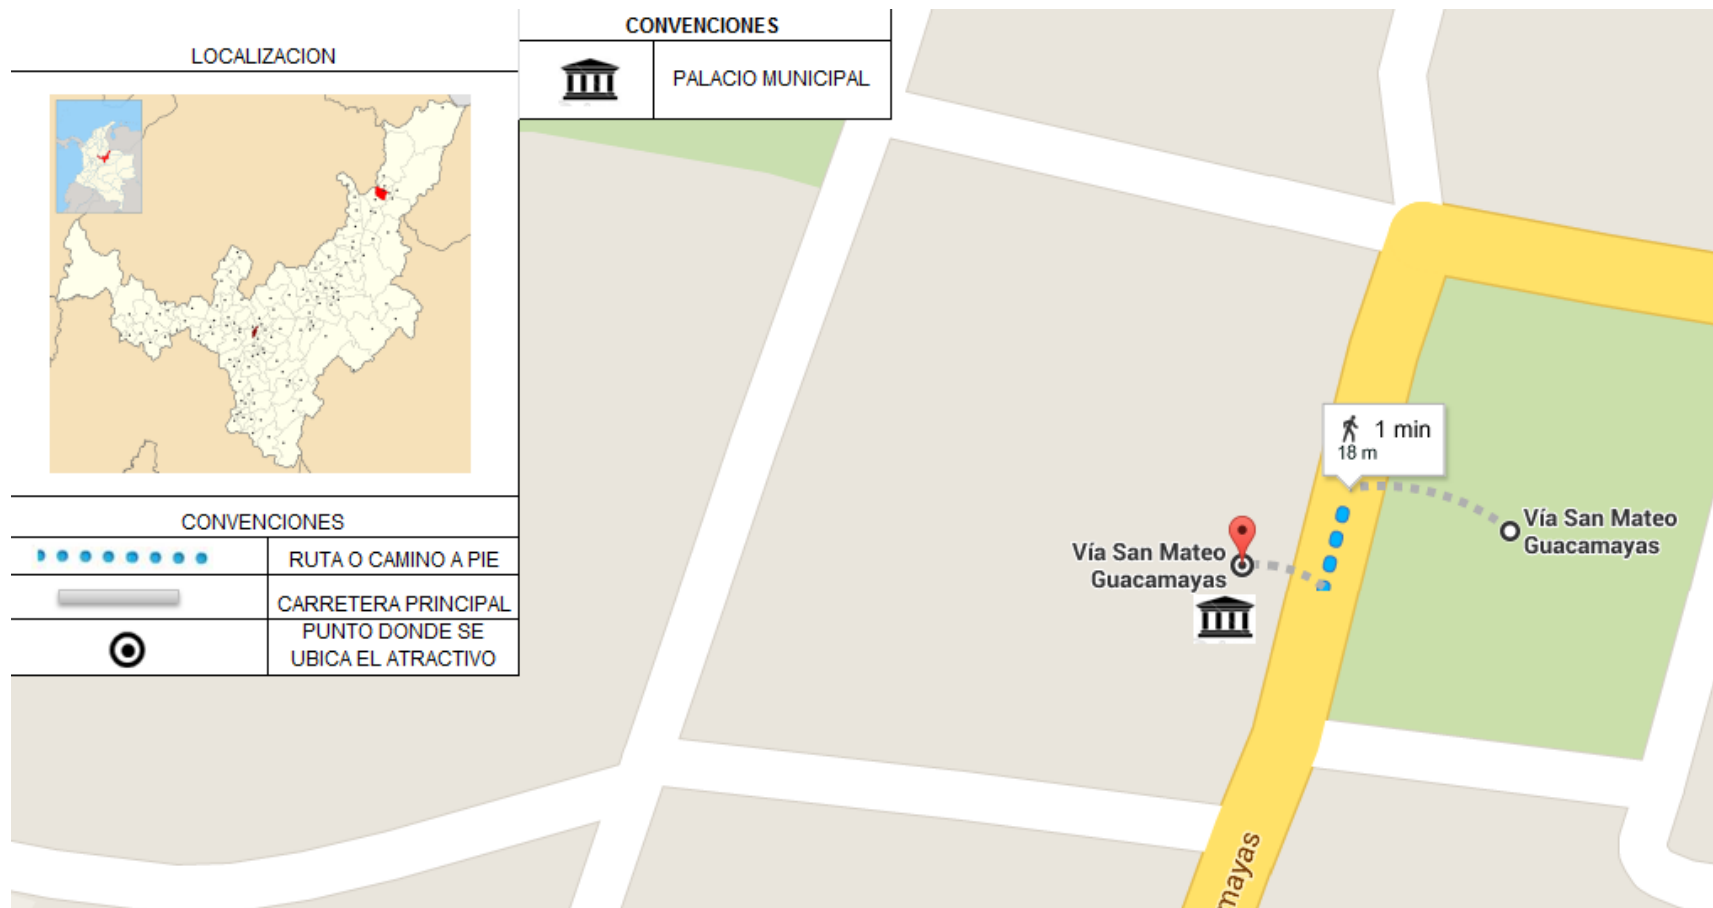 LOCALIZACION
CONVENCIONES
PALACIO MUNICIPAL
CONVENCIONES
RUTA O CAMINO A PIE
CARRETERA PRINCIPAL
PUNTO DONDE SE
UBICA EL ATRACTIVO
1 min
18 m
Vía San Mateo
Guacamayas
Vía San Mateo
Guacamayas
mayas